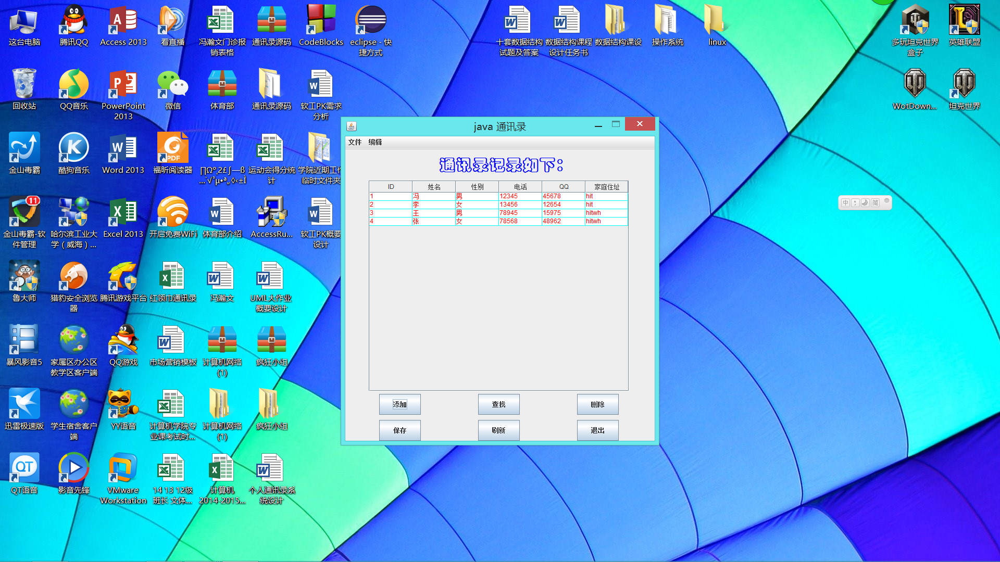 这台电脑
腾讯QQ
Access 2013
看直播
冯瀚文门诊报
销表格
通讯录源码
CodeBlocks
eclipse - 快
捷方式
十套数据结构
试题及答案
数据结构课程
设计任务书
数据结构课设
操作系统
linux
多玩坦克世界
盒子
英雄联盟
回收站
QQ音乐
PowerPoint
2013
微信
体育部
通讯录源码
软工PK需求
分析
WotDown...
坦克世界
金山毒霸
酷狗音乐
Word 2013
福昕阅读器
运动会得分统
计
学院近期工作
临时文件夹
11
金山毒霸-软
件管理
哈尔滨工业大
学（威海）...
Excel 2013
开启免费WiFi
体育部介绍
AccessRu...
软工PK概要
设计
鲁大师
猎豹安全浏览
器
腾讯游戏平台
红领巾通讯录
冯瀚文
UML大作业
概要设计
暴风影音5
家属区办公区
教学区客户端
QQ游戏
市场营销模板
计算机网络
(1)
疯狂小组
迅雷极速版
学生宿舍客户
端
YY语音
计算机学院专
业课考试时...
计算机网络
(1)
疯狂小组
QT语音
影音先锋
VMware
Workstation
14 13 12级
班长 文体...
计算机
2014-2015...
个人通讯录系
统设计
java 通讯录
文件 编辑
通讯录记录如下:
ID 姓名 性别 电话 QQ 家庭住址
1 冯 男 12345 45678 hit
2 李 女 13456 12654 hit
3 王 男 78945 15975 hitwh
4 张 女 78568 48962 hitwh
添加 查找 删除
保存 刷新 退出
中 ; 简